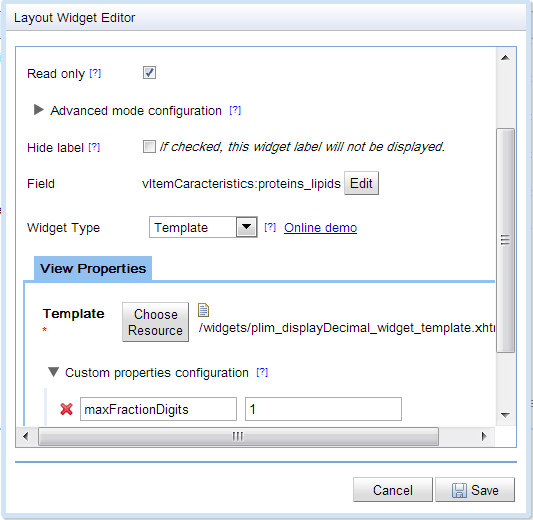 Layout Widget Editor
Read only [?]
Advanced mode configuration [?]
Hide label [?] If checked, this widget label will not be displayed.
Field vItemCaracteristics:proteins_lipids Edit
Widget Type Template [?] Online demo
View Properties
Template * Choose Resource /widgets/plim_displayDecimal_widget_template.xhtm
Custom properties configuration [?]
maxFractionDigits 1
Cancel Save